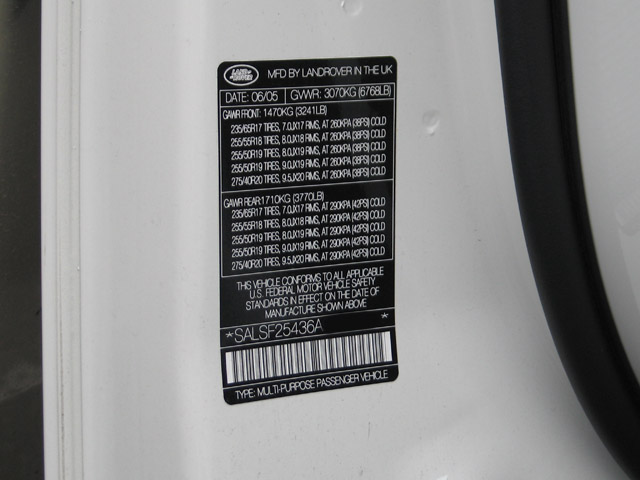 LAND ROVER
MFD BY LANDROVER IN THE UK
DATE: 06/05 GVWR: 3070KG (6768LB)
GAWR FRONT: 1470KG (3241LB)
235/65R17 TIRES, 7.0JX17 RIMS, AT 260KPA (38PSI) COLD
255/55R18 TIRES, 8.0JX18 RIMS, AT 260KPA (38PSI) COLD
255/50R19 TIRES, 8.0JX19 RIMS, AT 260KPA (38PSI) COLD
255/50R19 TIRES, 9.0JX19 RIMS, AT 260KPA (38PSI) COLD
275/40R20 TIRES, 9.5JX20 RIMS, AT 260KPA (38PSI) COLD
GAWR REAR: 1710KG (3770LB)
235/65R17 TIRES, 7.0JX17 RIMS, AT 290KPA (42PSI) COLD
255/55R18 TIRES, 8.0JX18 RIMS, AT 290KPA (42PSI) COLD
255/50R19 TIRES, 8.0JX19 RIMS, AT 290KPA (42PSI) COLD
255/50R19 TIRES, 9.0JX19 RIMS, AT 290KPA (42PSI) COLD
275/40R20 TIRES, 9.5JX20 RIMS, AT 290KPA (42PSI) COLD
THIS VEHICLE CONFORMS TO ALL APPLICABLE
U.S. FEDERAL MOTOR VEHICLE SAFETY
STANDARDS IN EFFECT ON THE DATE OF
MANUFACTURE SHOWN ABOVE
*SALSF25436A *
TYPE: MULTI-PURPOSE PASSENGER VEHICLE